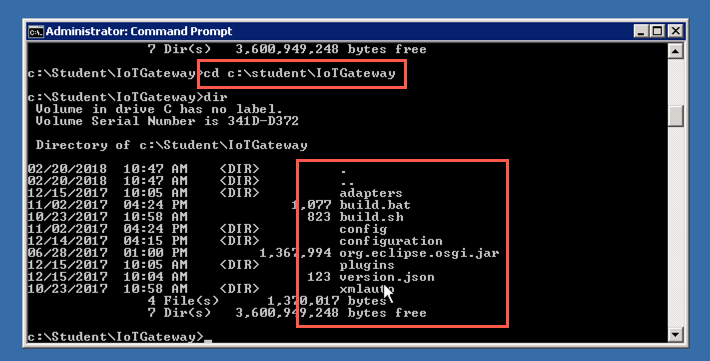 Administrator: Command Prompt
7 Dir(s) 3,600,949,248 bytes free
c:\Student\IoTGateway>cd c:\student\IoTGateway
c:\Student\IoTGateway>dir
Volume in drive C has no label.
Volume Serial Number is 341D-D372
Directory of c:\Student\IoTGateway
02/20/2018 10:47 AM <DIR> .
02/20/2018 10:47 AM <DIR> ..
12/15/2017 10:05 AM <DIR> adapters
11/02/2017 04:24 PM 1,077 build.bat
10/23/2017 10:58 AM 823 build.sh
11/02/2017 04:24 PM <DIR> config
12/14/2017 04:15 PM <DIR> configuration
06/28/2017 01:00 PM 1,367,994 org.eclipse.osgi.jar
12/15/2017 10:05 AM <DIR> plugins
12/15/2017 10:04 AM 123 version.json
10/23/2017 10:58 AM <DIR> xmlauto
4 File(s) 1,370,017 bytes
7 Dir(s) 3,600,949,248 bytes free
c:\Student\IoTGateway>_